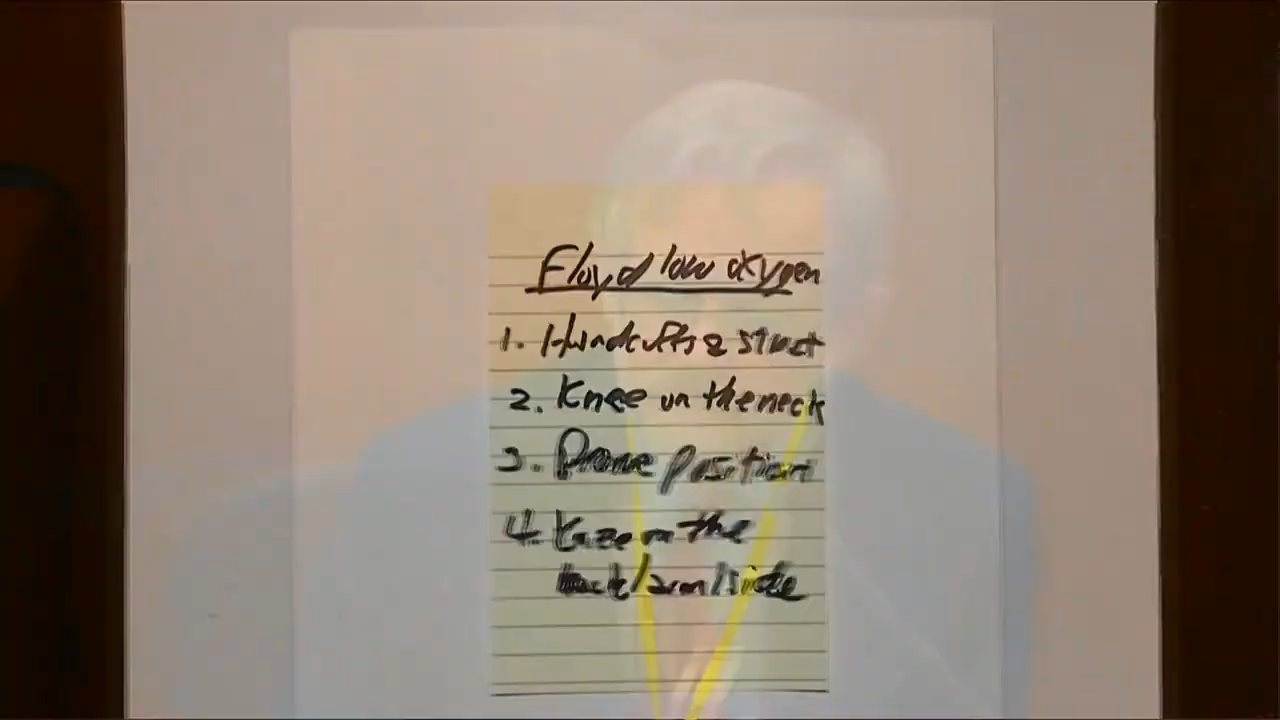 Floyd low oxygen
1. Handcuffs & street
2. Knee on the neck
3. Prone position
4. Knee on the
back/arm/side